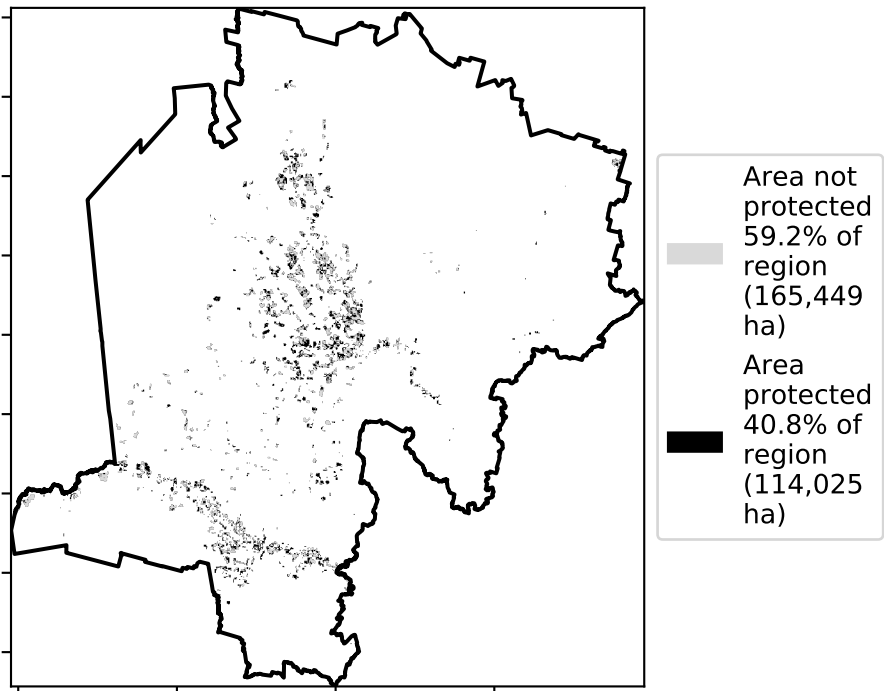 Area not
protected
59.2% of
region
(165,449
ha)
Area
protected
40.8% of
region
(114,025
ha)